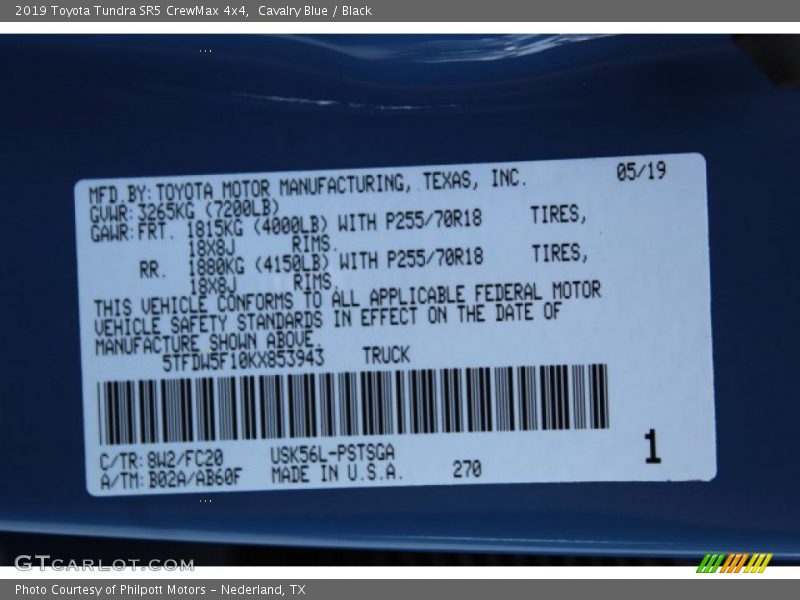 2019 Toyota Tundra SR5 CrewMax 4x4,  Cavalry Blue / Black
MFD.BY:TOYOTA MOTOR MANUFACTURING, TEXAS, INC. 05/19
GVWR:3265KG (7200LB)
GAWR:FRT. 1815KG (4000LB) WITH P255/70R18 TIRES,
18X8J RIMS.
RR. 1880KG (4150LB) WITH P255/70R18 TIRES,
18X8J RIMS.
THIS VEHICLE CONFORMS TO ALL APPLICABLE FEDERAL MOTOR
VEHICLE SAFETY STANDARDS IN EFFECT ON THE DATE OF
MANUFACTURE SHOWN ABOVE.
5TFDW5F10KX853943 TRUCK
C/TR:8W2/FC20 USK56L-PSTSGA 1
A/TM:B02A/AB60F MADE IN U.S.A. 270
GTCARLOT.COM
Photo Courtesy of Philpott Motors - Nederland, TX